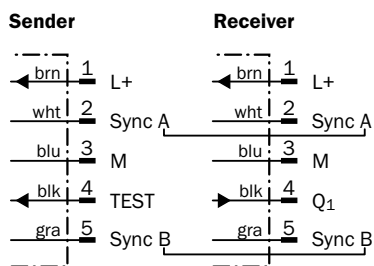 Sender Receiver
brn 1 L+ brn 1 L+
wht 2 Sync A wht 2 Sync A
blu 3 M blu 3 M
blk 4 TEST blk 4 Q1
gra 5 Sync B gra 5 Sync B